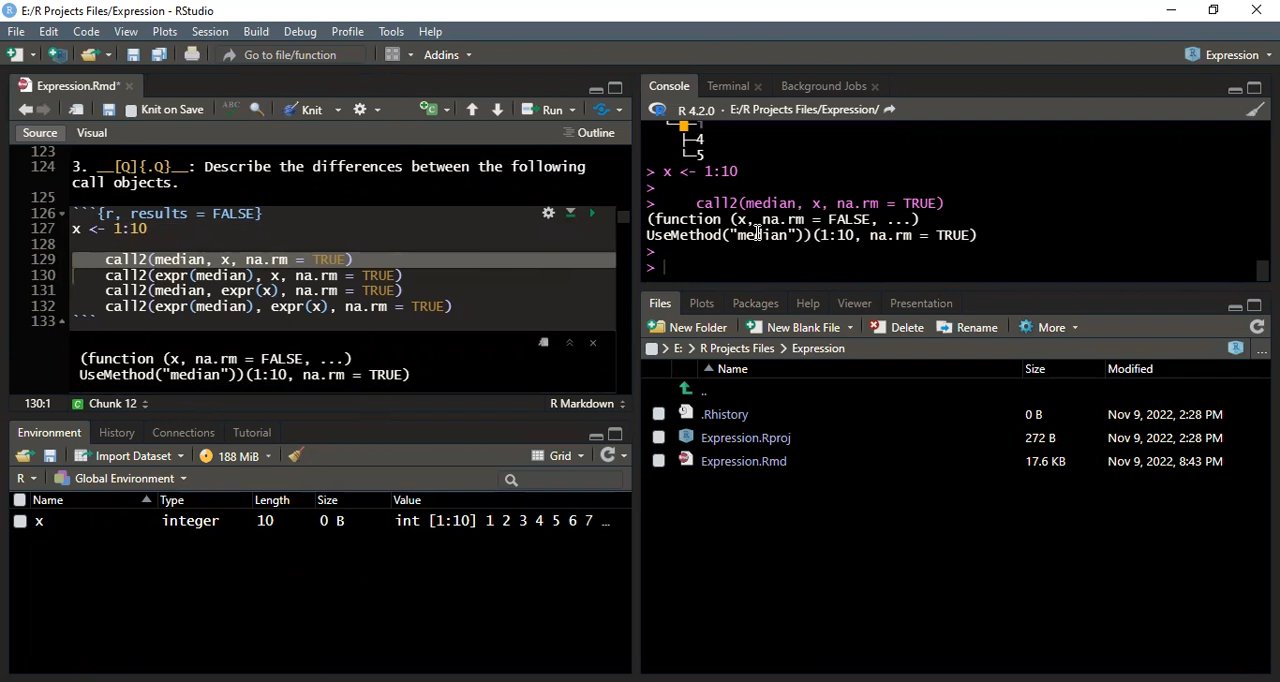 E:/R Projects Files/Expression - RStudio
File Edit Code View Plots Session Build Debug Profile Tools Help
Go to file/function Addins Expression
Expression.Rmd*
Knit on Save ABC Knit Run
Source Visual Outline
123
124 3. __[Q]{.Q}__: Describe the differences between the following
call objects.
125
126 ```{r, results = FALSE}
127 x <- 1:10
128
129 call2(median, x, na.rm = TRUE)
130 call2(expr(median), x, na.rm = TRUE)
131 call2(median, expr(x), na.rm = TRUE)
132 call2(expr(median), expr(x), na.rm = TRUE)
133 ```
(function (x, na.rm = FALSE, ...)
UseMethod("median"))(1:10, na.rm = TRUE)
130:1 Chunk 12 R Markdown
Environment History Connections Tutorial
Import Dataset 188 MiB Grid
R Global Environment
Name Type Length Size Value
x integer 10 0 B int [1:10] 1 2 3 4 5 6 7 …
Console Terminal Background Jobs
R 4.2.0 · E:/R Projects Files/Expression/
├─4
└─5
> x <- 1:10
>
> call2(median, x, na.rm = TRUE)
(function (x, na.rm = FALSE, ...)
UseMethod("median"))(1:10, na.rm = TRUE)
>
>
Files Plots Packages Help Viewer Presentation
New Folder New Blank File Delete Rename More
E: > R Projects Files > Expression ...
Name Size Modified
..
.Rhistory 0 B Nov 9, 2022, 2:28 PM
Expression.Rproj 272 B Nov 9, 2022, 2:28 PM
Expression.Rmd 17.6 KB Nov 9, 2022, 8:43 PM